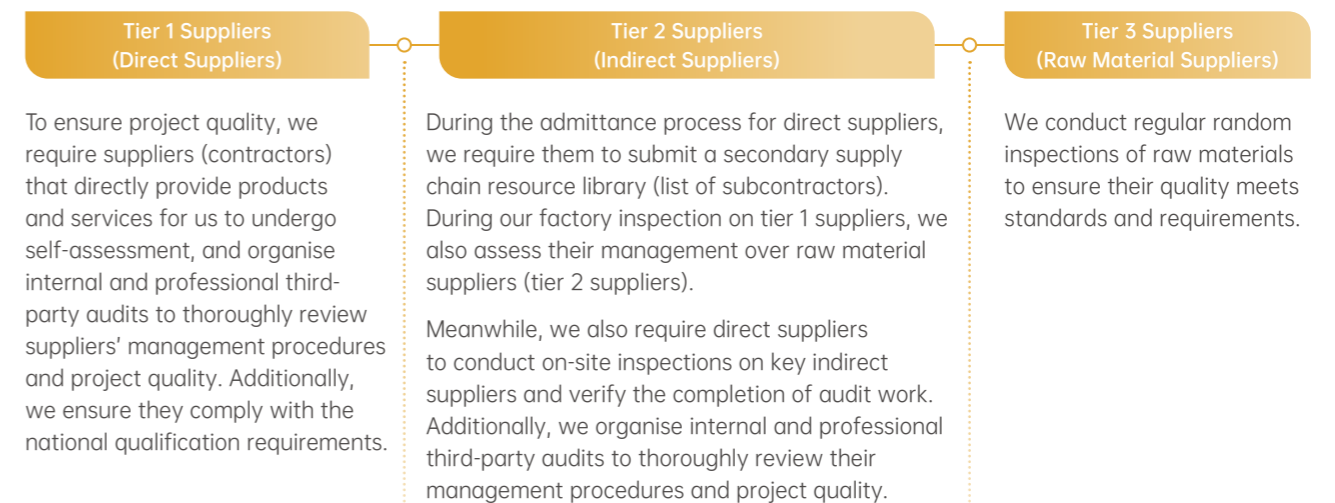 Tier 1 Suppliers
(Direct Suppliers)
To ensure project quality, we
require suppliers (contractors)
that directly provide products
and services for us to undergo
self-assessment, and organise
internal and professional third-
party audits to thoroughly review
suppliers' management procedures
and project quality. Additionally,
we ensure they comply with the
national qualification requirements.
Tier 2 Suppliers
(Indirect Suppliers)
During the admittance process for direct suppliers,
we require them to submit a secondary supply
chain resource library (list of subcontractors).
During our factory inspection on tier 1 suppliers, we
also assess their management over raw material
suppliers (tier 2 suppliers).
Meanwhile, we also require direct suppliers
to conduct on-site inspections on key indirect
suppliers and verify the completion of audit work.
Additionally, we organise internal and professional
third-party audits to thoroughly review their
management procedures and project quality.
Tier 3 Suppliers
(Raw Material Suppliers)
We conduct regular random
inspections of raw materials
to ensure their quality meets
standards and requirements.